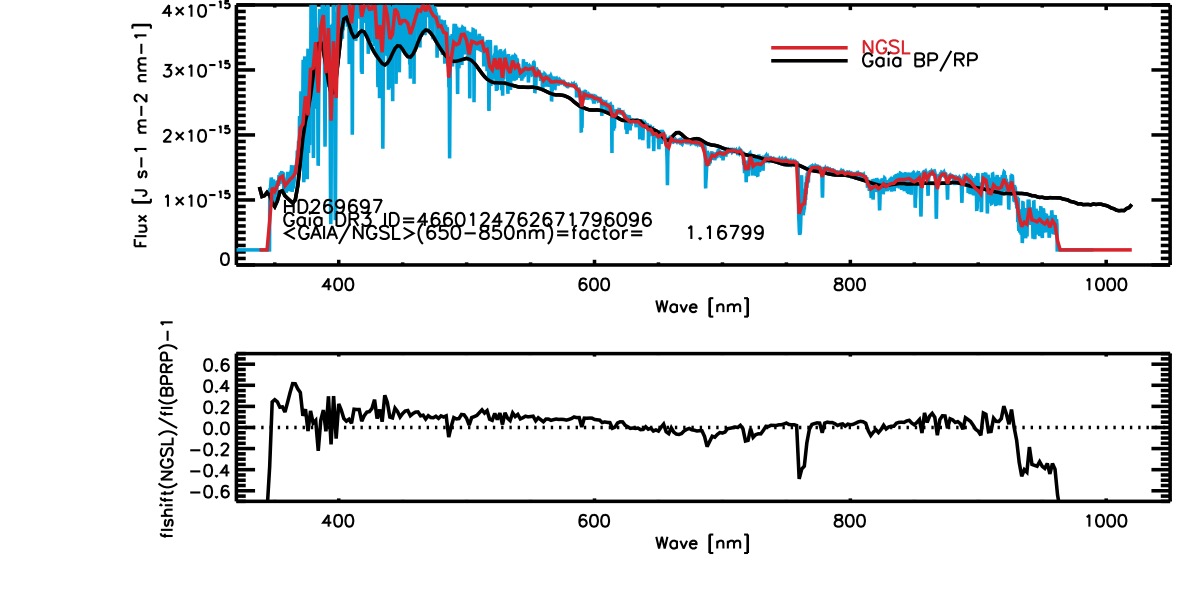 4×10−15
3×10−15
2×10−15
1×10−15
0
Flux [J s−1 m−2 nm−1]
NGSL
Gaia BP/RP
HD269697
Gaia DR3 ID=4660124762671796096
<GAIA/NGSL>(650−850nm)=factor= 1.16799
400 600 800 1000
Wave [nm]
0.6
0.4
0.2
0.0
−0.2
−0.4
−0.6
flshift(NGSL)/fl(BPRP)−1
400 600 800 1000
Wave [nm]